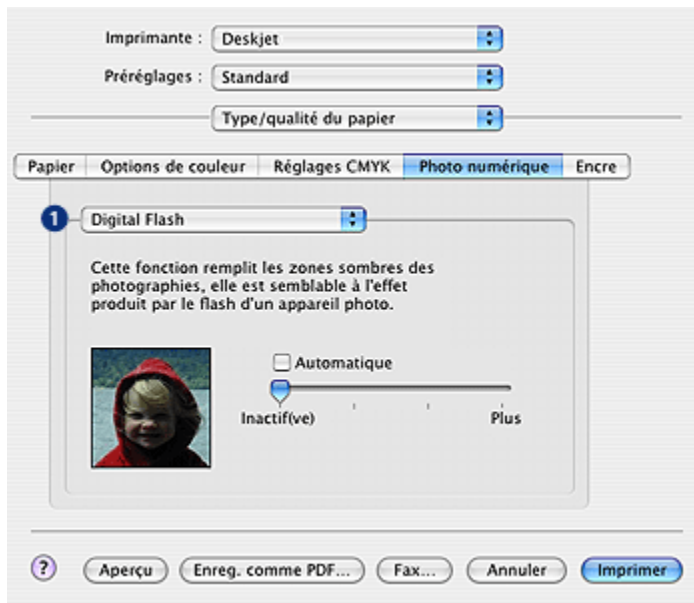 Imprimante : Deskjet
Préréglages : Standard
Type/qualité du papier
Papier Options de couleur Réglages CMYK Photo numérique Encre
1 Digital Flash
Cette fonction remplit les zones sombres des
photographies, elle est semblable à l'effet
produit par le flash d'un appareil photo.
Automatique
Inactif(ve) Plus
? Aperçu Enreg. comme PDF... Fax... Annuler Imprimer